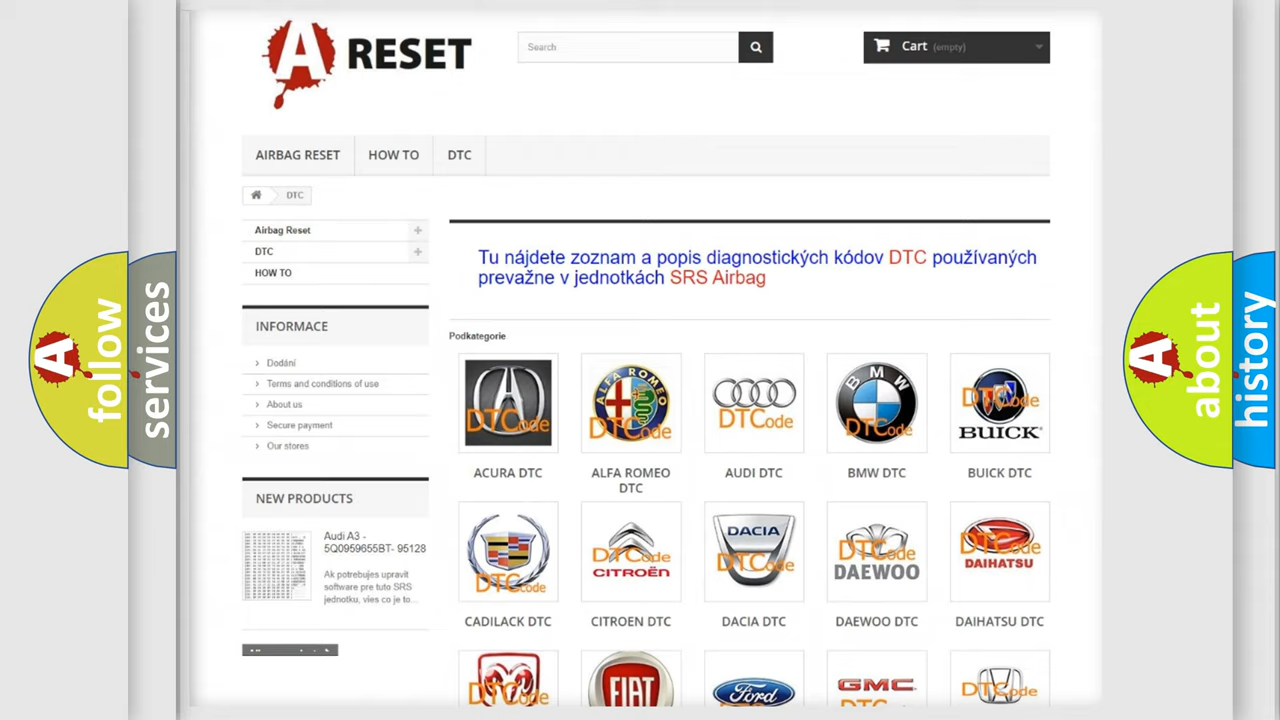 A RESET
Search
Cart (empty)
AIRBAG RESET
HOW TO
DTC
DTC
Airbag Reset
DTC
HOW TO
Tu nájdete zoznam a popis diagnostických kódov DTC používaných
prevažne v jednotkách SRS Airbag
INFORMACE
Dodání
Terms and conditions of use
About us
Secure payment
Our stores
Podkategorie
DTCode
ALFA ROMEO
DTCode
DTCode
BMW
DTCode
DTCode
BUICK
ACURA DTC
ALFA ROMEO
DTC
AUDI DTC
BMW DTC
BUICK DTC
NEW PRODUCTS
Audi A3 -
5Q0959655BT- 95128
Ak potrebujes upravit
software pre tuto SRS
jednotku, vies co je to...
DTCode
DTCode
CITROËN
DACIA
DTCode
DTCode
DAEWOO
DTCode
DAIHATSU
CADILACK DTC
CITROEN DTC
DACIA DTC
DAEWOO DTC
DAIHATSU DTC
DTCode
FIAT
Ford
GMC
DTCode
A follow
services
A about
history